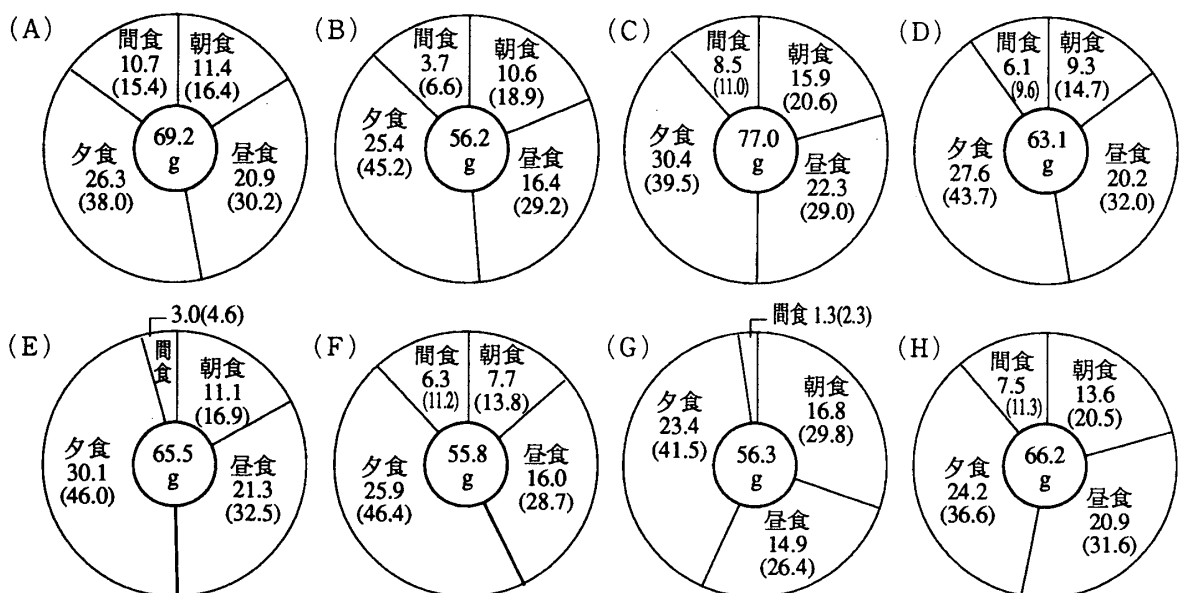 (A)
間食
10.7
(15.4)
朝食
11.4
(16.4)
69.2
g
夕食
26.3
(38.0)
昼食
20.9
(30.2)
(B)
間食
3.7
(6.6)
朝食
10.6
(18.9)
56.2
g
夕食
25.4
(45.2)
昼食
16.4
(29.2)
(C)
間食
8.5
(11.0)
朝食
15.9
(20.6)
77.0
g
夕食
30.4
(39.5)
昼食
22.3
(29.0)
(D)
間食
6.1
(9.6)
朝食
9.3
(14.7)
63.1
g
夕食
27.6
(43.7)
昼食
20.2
(32.0)
(E)
3.0(4.6)
間食
朝食
11.1
(16.9)
65.5
g
夕食
30.1
(46.0)
昼食
21.3
(32.5)
(F)
間食
6.3
(11.2)
朝食
7.7
(13.8)
55.8
g
夕食
25.9
(46.4)
昼食
16.0
(28.7)
(G)
間食 1.3(2.3)
朝食
16.8
(29.8)
夕食
23.4
(41.5)
56.3
g
昼食
14.9
(26.4)
(H)
間食
7.5
(11.3)
朝食
13.6
(20.5)
66.2
g
夕食
24.2
(36.6)
昼食
20.9
(31.6)